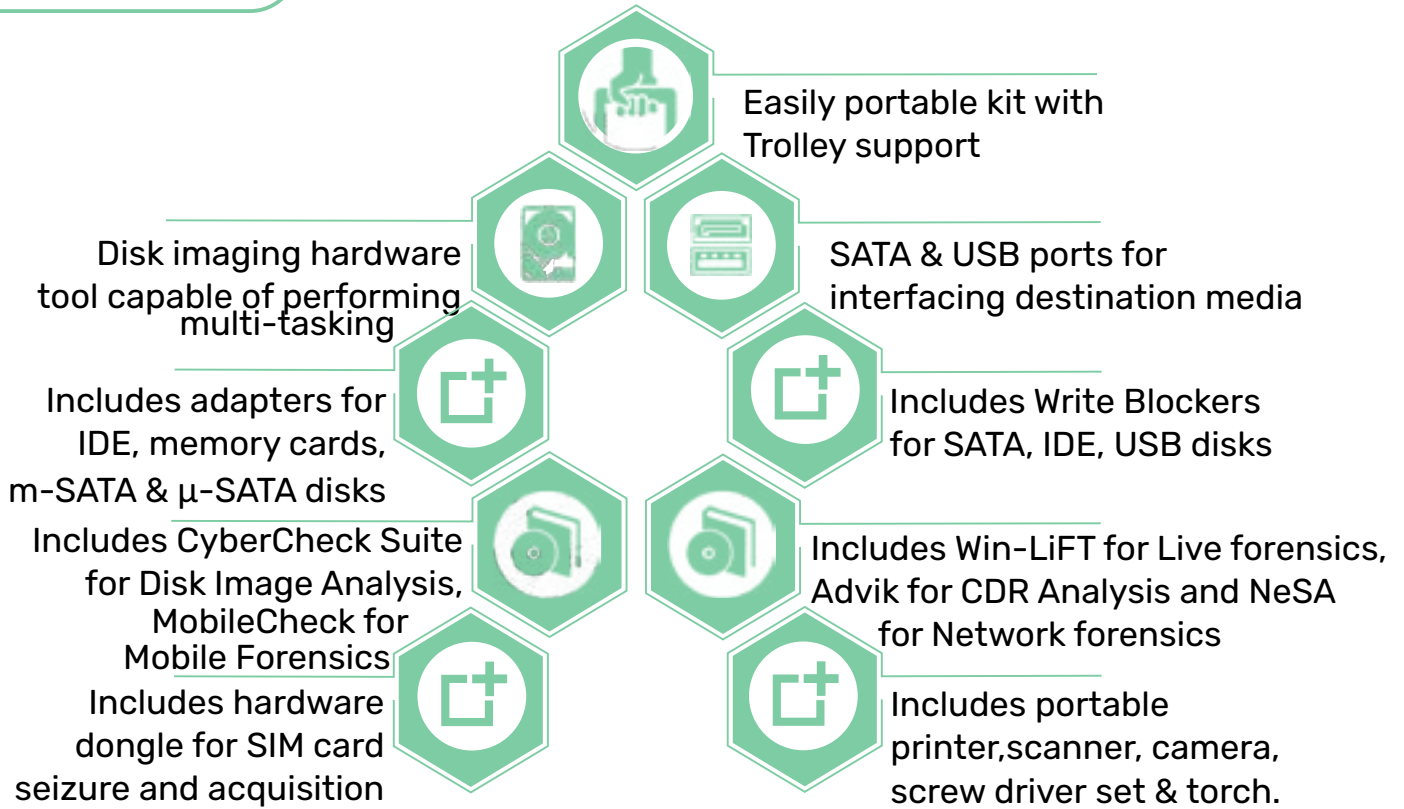 Easily portable kit with
Trolley support
Disk imaging hardware
tool capable of performing
multi-tasking
SATA & USB ports for
interfacing destination media
Includes adapters for
IDE, memory cards,
m-SATA & µ-SATA disks
Includes Write Blockers
for SATA, IDE, USB disks
Includes CyberCheck Suite
for Disk Image Analysis,
MobileCheck for
Mobile Forensics
Includes Win-LiFT for Live forensics,
Advik for CDR Analysis and NeSA
for Network forensics
Includes hardware
dongle for SIM card
seizure and acquisition
Includes portable
printer,scanner, camera,
screw driver set & torch.